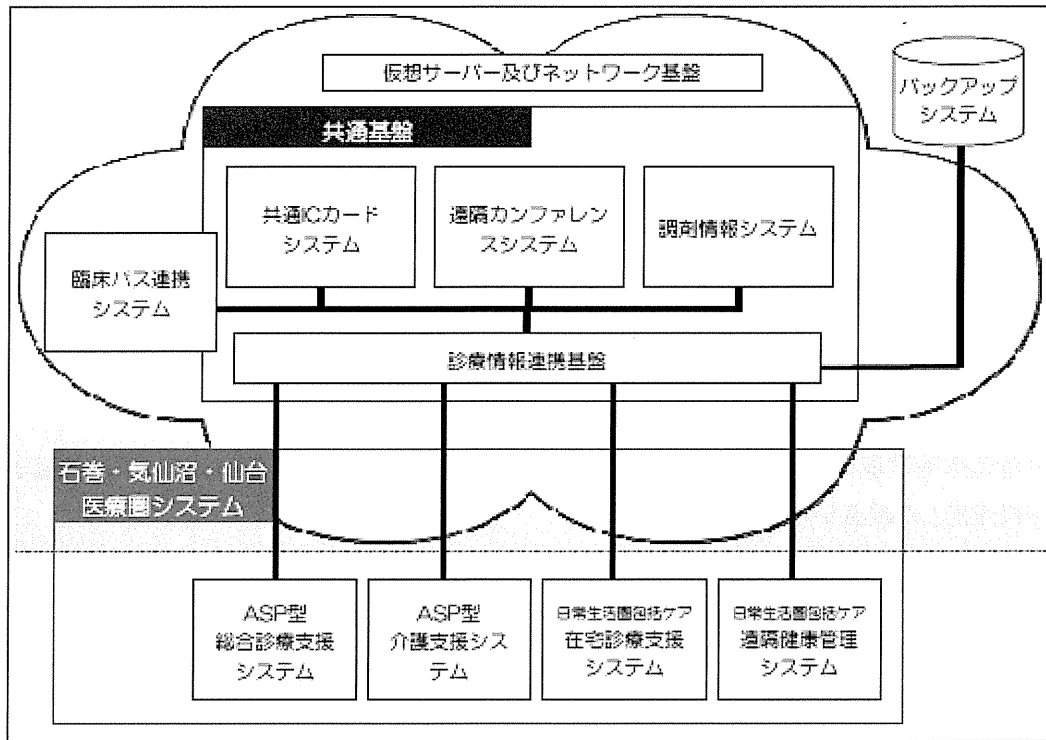 仮想サーバー及びネットワーク基盤
バックアップ
システム
共通基盤
共通ICカード
システム
遠隔カンファレン
スシステム
調剤情報システム
臨床パス連携
システム
診療情報連携基盤
石巻・気仙沼・仙台
医療圏システム
ASP型
総合診療支援
システム
ASP型
介護支援シス
テム
日常生活圏包括ケア
在宅診療支援
システム
日常生活圏包括ケア
遠隔健康管理
システム